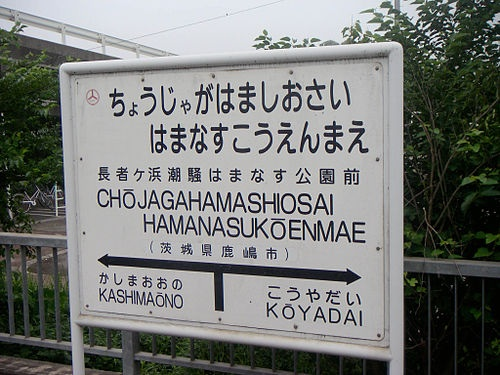 ちょうじゃがはましおさい
はまなすこうえんまえ
長者ヶ浜潮騒はまなす公園前
CHŌJAGAHAMASHIOSAI
HAMANASUKŌENMAE
(茨城県鹿嶋市)
かしまおおの
KASHIMAŌNO
こうやだい
KŌYADAI